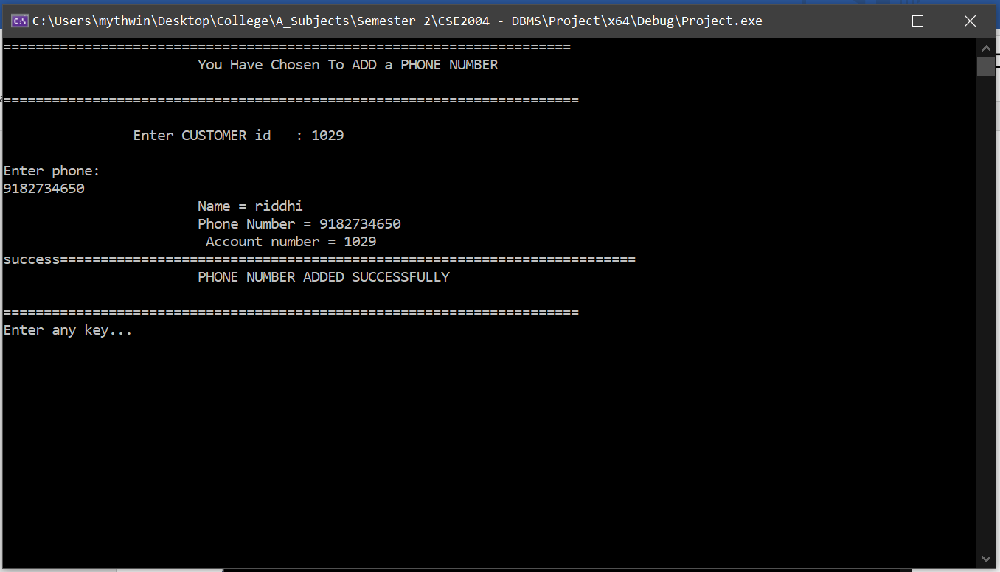 C:\Users\mythwin\Desktop\College\A_Subjects\Semester 2\CSE2004 - DBMS\Project\x64\Debug\Project.exe
======================================================================
You Have Chosen To ADD a PHONE NUMBER
=======================================================================
Enter CUSTOMER id   : 1029
Enter phone:
9182734650
Name = riddhi
Phone Number = 9182734650
Account number = 1029
success=======================================================================
PHONE NUMBER ADDED SUCCESSFULLY
=======================================================================
Enter any key...